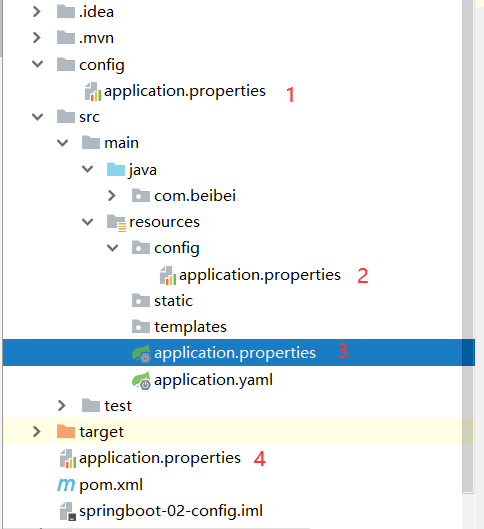 .idea
.mvn
config
application.properties 1
src
main
java
com.beibei
resources
config
application.properties 2
static
templates
application.properties 3
application.yaml
test
target
application.properties 4
pom.xml
springboot-02-config.iml